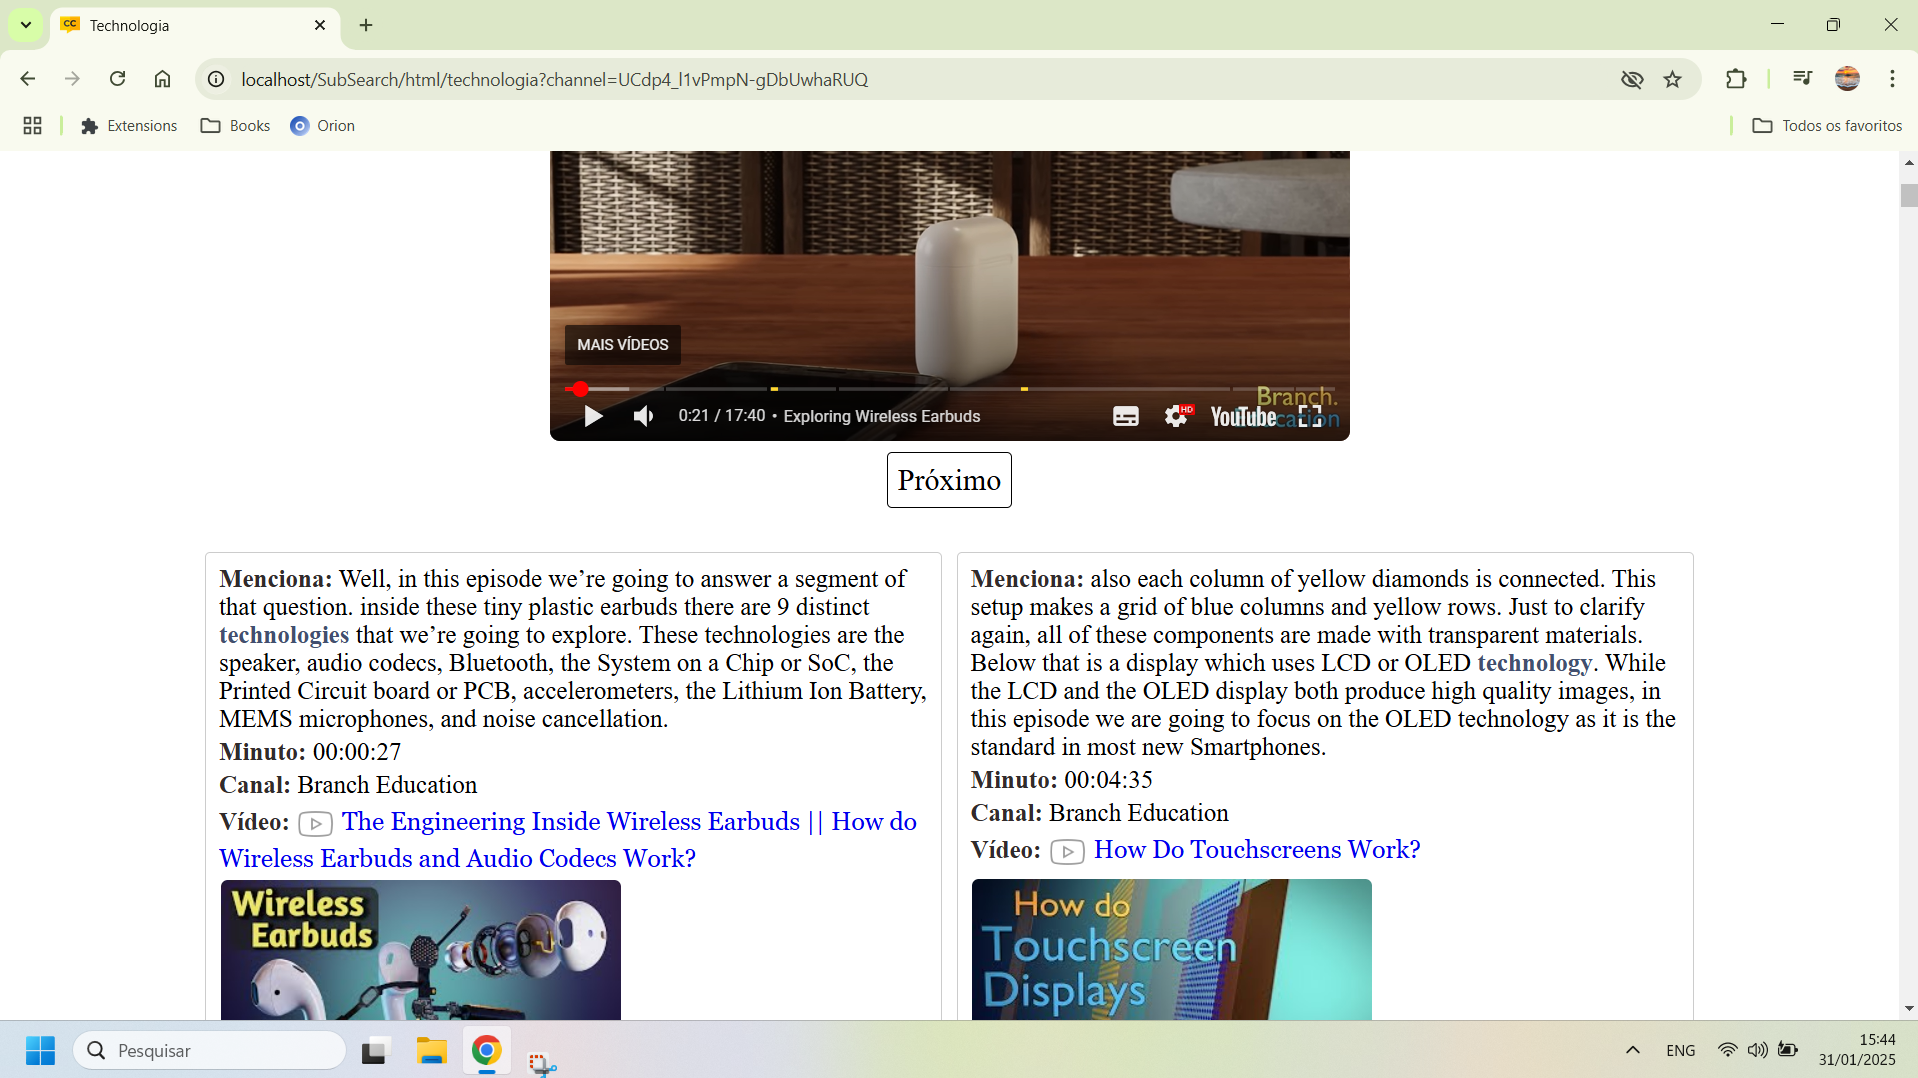 CC
Technologia
localhost/SubSearch/html/technologia?channel=UCdp4_l1vPmpN-gDbUwhaRUQ
Extensions
Books
Orion
Todos os favoritos
MAIS VÍDEOS
Branch.
0:21 / 17:40 • Exploring Wireless Earbuds
HD
YouTube
cation
Próximo
Menciona: Well, in this episode we’re going to answer a segment of
that question. inside these tiny plastic earbuds there are 9 distinct
technologies that we’re going to explore. These technologies are the
speaker, audio codecs, Bluetooth, the System on a Chip or SoC, the
Printed Circuit board or PCB, accelerometers, the Lithium Ion Battery,
MEMS microphones, and noise cancellation.
Minuto: 00:00:27
Canal: Branch Education
Vídeo: The Engineering Inside Wireless Earbuds || How do
Wireless Earbuds and Audio Codecs Work?
Wireless
Earbuds
Menciona: also each column of yellow diamonds is connected. This
setup makes a grid of blue columns and yellow rows. Just to clarify
again, all of these components are made with transparent materials.
Below that is a display which uses LCD or OLED technology. While
the LCD and the OLED display both produce high quality images, in
this episode we are going to focus on the OLED technology as it is the
standard in most new Smartphones.
Minuto: 00:04:35
Canal: Branch Education
Vídeo: How Do Touchscreens Work?
How do
Touchscreen
Displays
Pesquisar
ENG
15:44
31/01/2025